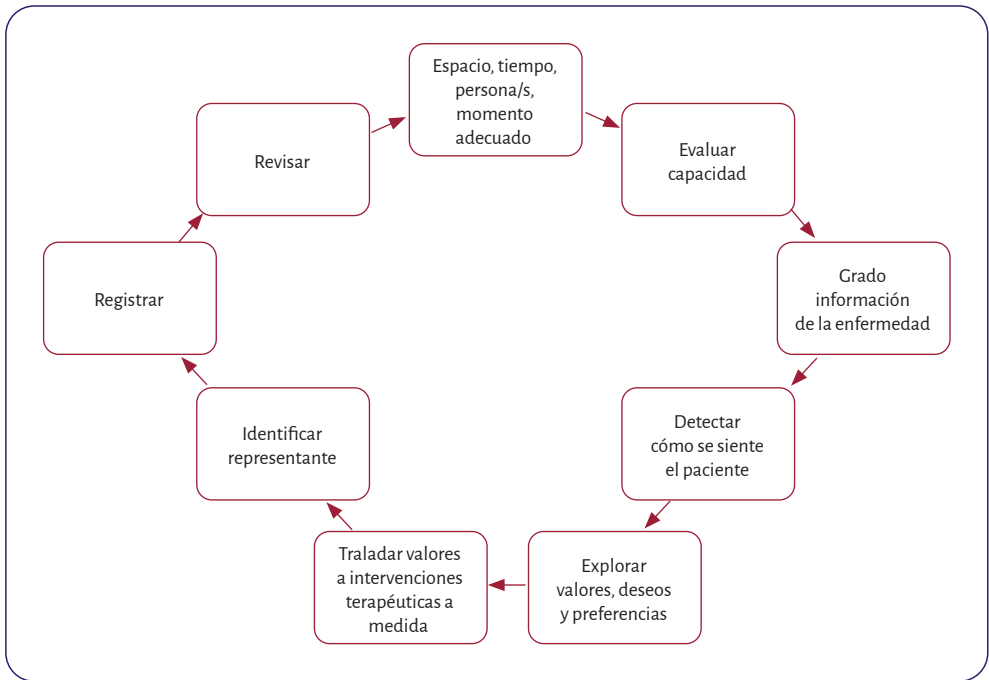 Espacio, tiempo,
persona/s,
momento
adecuado
Evaluar
capacidad
Grado
información
de la enfermedad
Detectar
cómo se siente
el paciente
Explorar
valores, deseos
y preferencias
Traladar valores
a intervenciones
terapéuticas a
medida
Identificar
representante
Registrar
Revisar